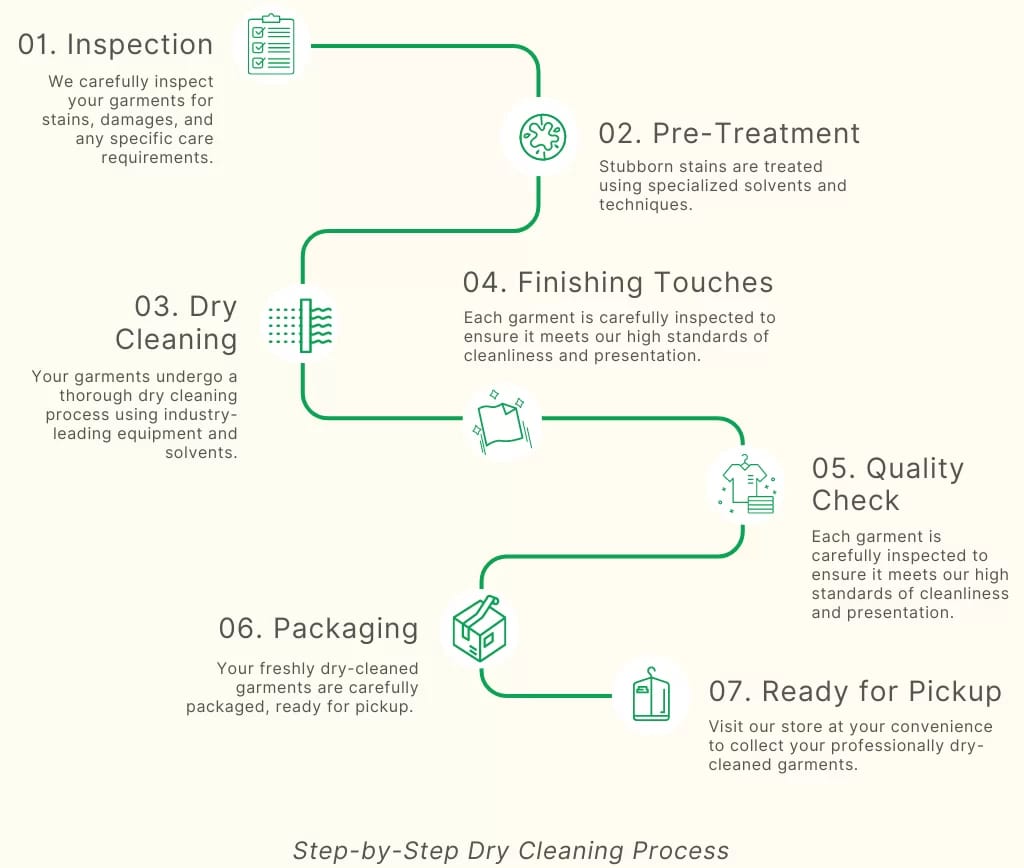 01. Inspection
We carefully inspect
your garments for
stains, damages, and
any specific care
requirements.
02. Pre-Treatment
Stubborn stains are treated
using specialized solvents and
techniques.
03. Dry
Cleaning
Your garments undergo a
thorough dry cleaning
process using industry-
leading equipment and
solvents.
04. Finishing Touches
Each garment is carefully inspected to
ensure it meets our high standards of
cleanliness and presentation.
05. Quality
Check
Each garment is
carefully inspected to
ensure it meets our high
standards of cleanliness
and presentation.
06. Packaging
Your freshly dry-cleaned
garments are carefully
packaged, ready for pickup.
07. Ready for Pickup
Visit our store at your convenience
to collect your professionally dry-
cleaned garments.
Step-by-Step Dry Cleaning Process